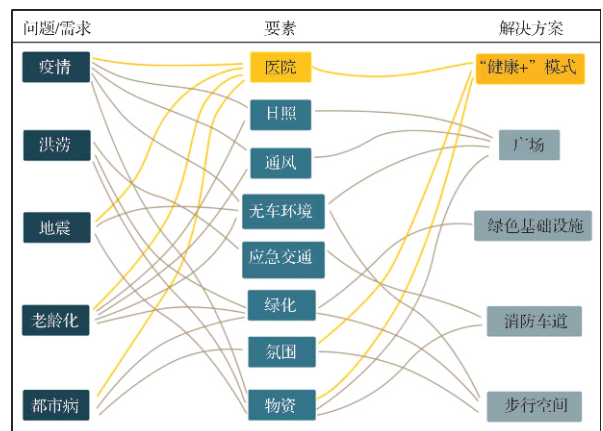 问题/需求
要素
解决方案
疫情
医院
“健康+”模式
日照
洪涝
通风
广场
地震
无车环境
绿色基础设施
应急交通
老龄化
绿化
消防车道
氛围
都市病
物资
步行空间